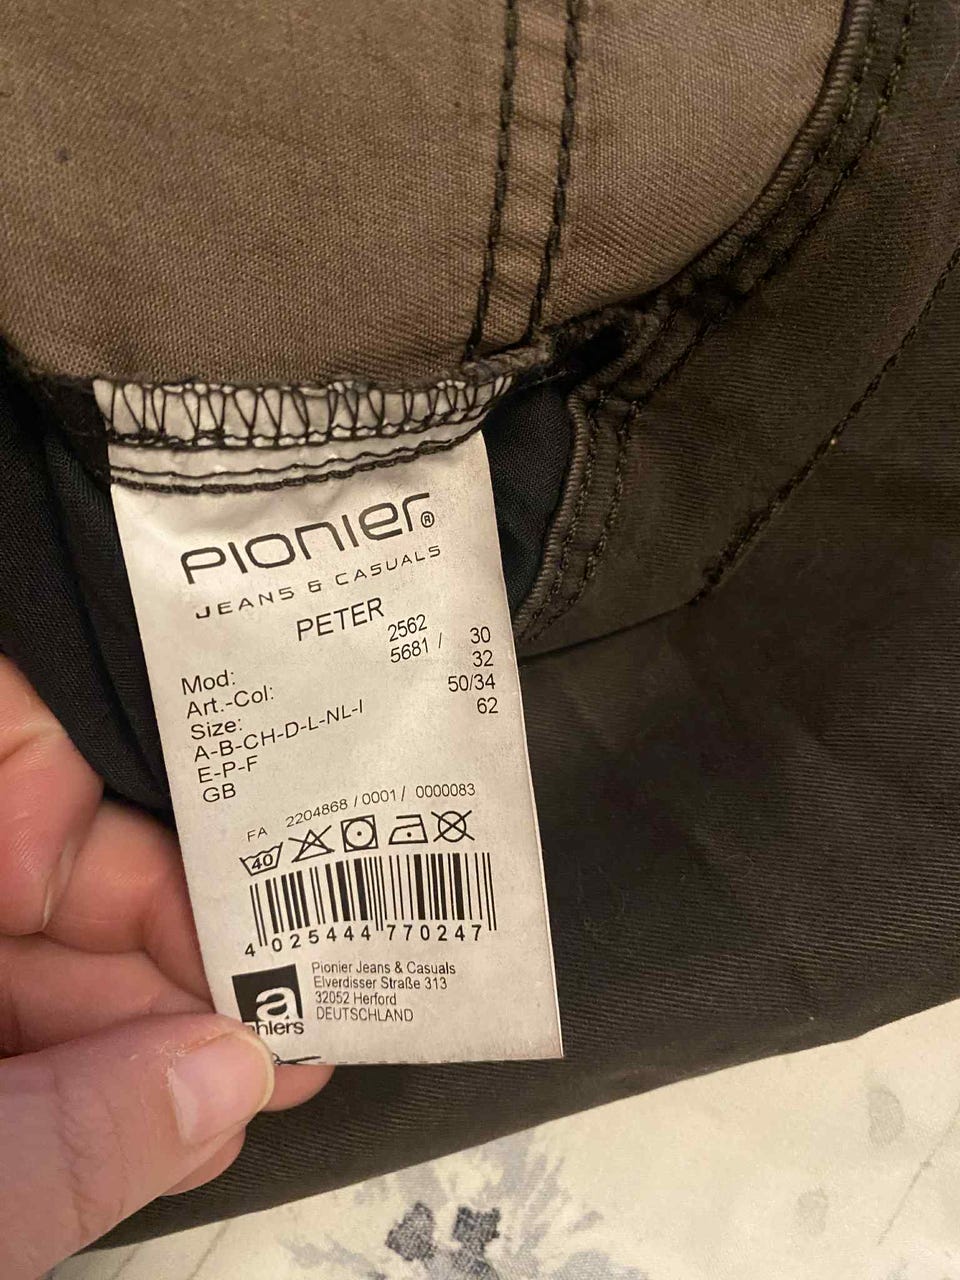 PIONIER®
JEANS & CASUALS
PETER
Mod: 2562
Art.-Col: 5681 / 30
Size: 32
A-B-CH-D-L-NL-I 50/34
E-P-F 62
GB
FA 2204868 / 0001 / 0000083
40
4 025444 770247
a
ahlers
Pionier Jeans & Casuals
Elverdisser Straße 313
32052 Herford
DEUTSCHLAND